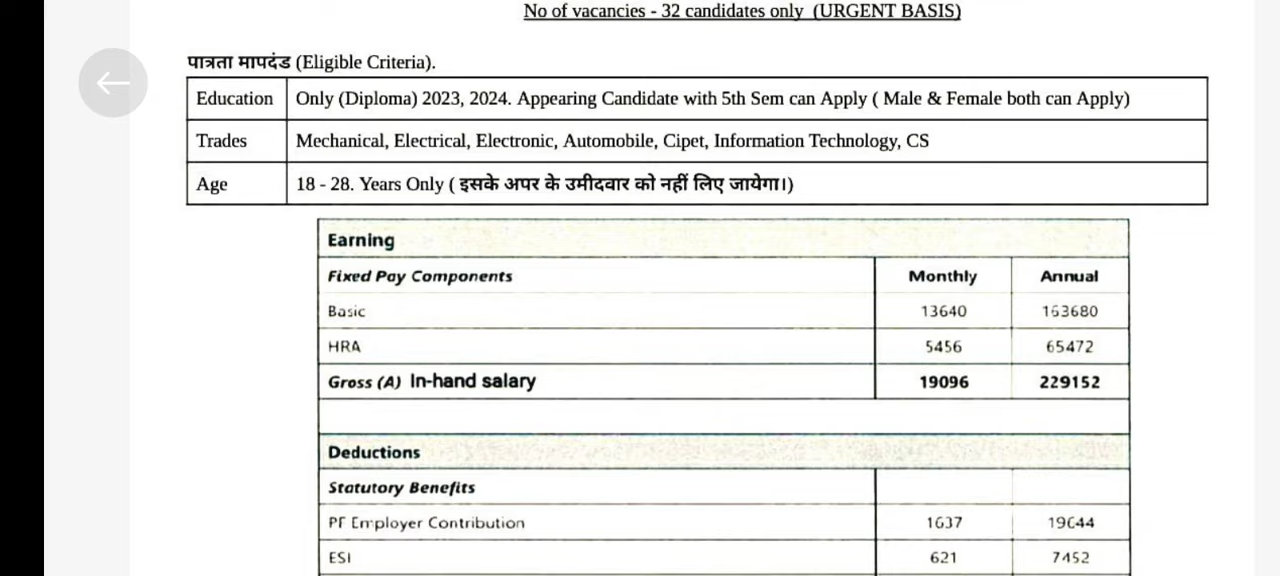 No of vacancies - 32 candidates only (URGENT BASIS)
पात्रता मापदंड (Eligible Criteria).
Education Only (Diploma) 2023, 2024. Appearing Candidate with 5th Sem can Apply ( Male & Female both can Apply)
Trades Mechanical, Electrical, Electronic, Automobile, Cipet, Information Technology, CS
Age 18 - 28. Years Only ( इसके अपर के उमीदवार को नहीं लिए जायेगा।)
Earning
Fixed Pay Components Monthly Annual
Basic 13640 163680
HRA 5456 65472
Gross (A) In-hand salary 19096 229152
Deductions
Statutory Benefits
PF Employer Contribution 1637 19644
ESI 621 7452